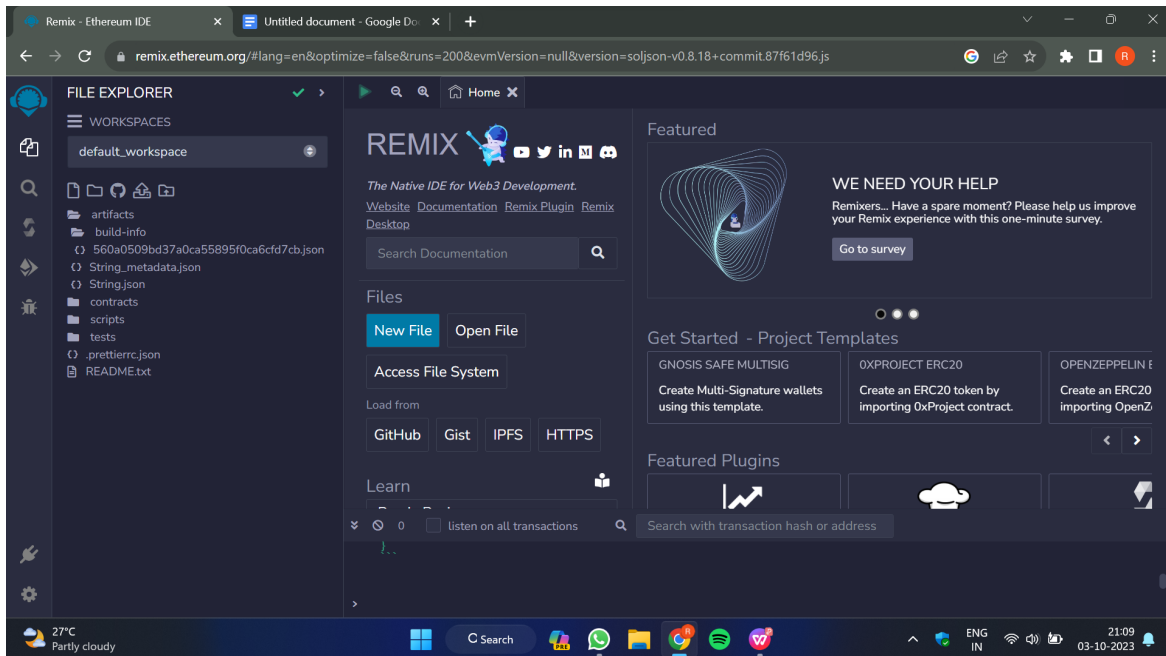 Remix - Ethereum IDE
Untitled document - Google Do
remix.ethereum.org/#lang=en&optimize=false&runs=200&evmVersion=null&version=soljson-v0.8.18+commit.87f61d96.js
R
FILE EXPLORER
WORKSPACES
default_workspace
artifacts
build-info
{} 560a0509bd37a0ca55895f0ca6cfd7cb.json
{} String_metadata.json
{} String.json
contracts
scripts
tests
{} .prettierrc.json
README.txt
Home
REMIX
The Native IDE for Web3 Development.
Website Documentation Remix Plugin Remix
Desktop
Search Documentation
Files
New File Open File
Access File System
Load from
GitHub Gist IPFS HTTPS
Learn
Featured
WE NEED YOUR HELP
Remixers... Have a spare moment? Please help us improve
your Remix experience with this one-minute survey.
Go to survey
Get Started - Project Templates
GNOSIS SAFE MULTISIG
Create Multi-Signature wallets
using this template.
0XPROJECT ERC20
Create an ERC20 token by
importing 0xProject contract.
OPENZEPPELIN E
Create an ERC20
importing OpenZ
Featured Plugins
0 listen on all transactions Search with transaction hash or address
}..
>
27°C
Partly cloudy
Search
PRE
R
ENG
IN
21:09
03-10-2023